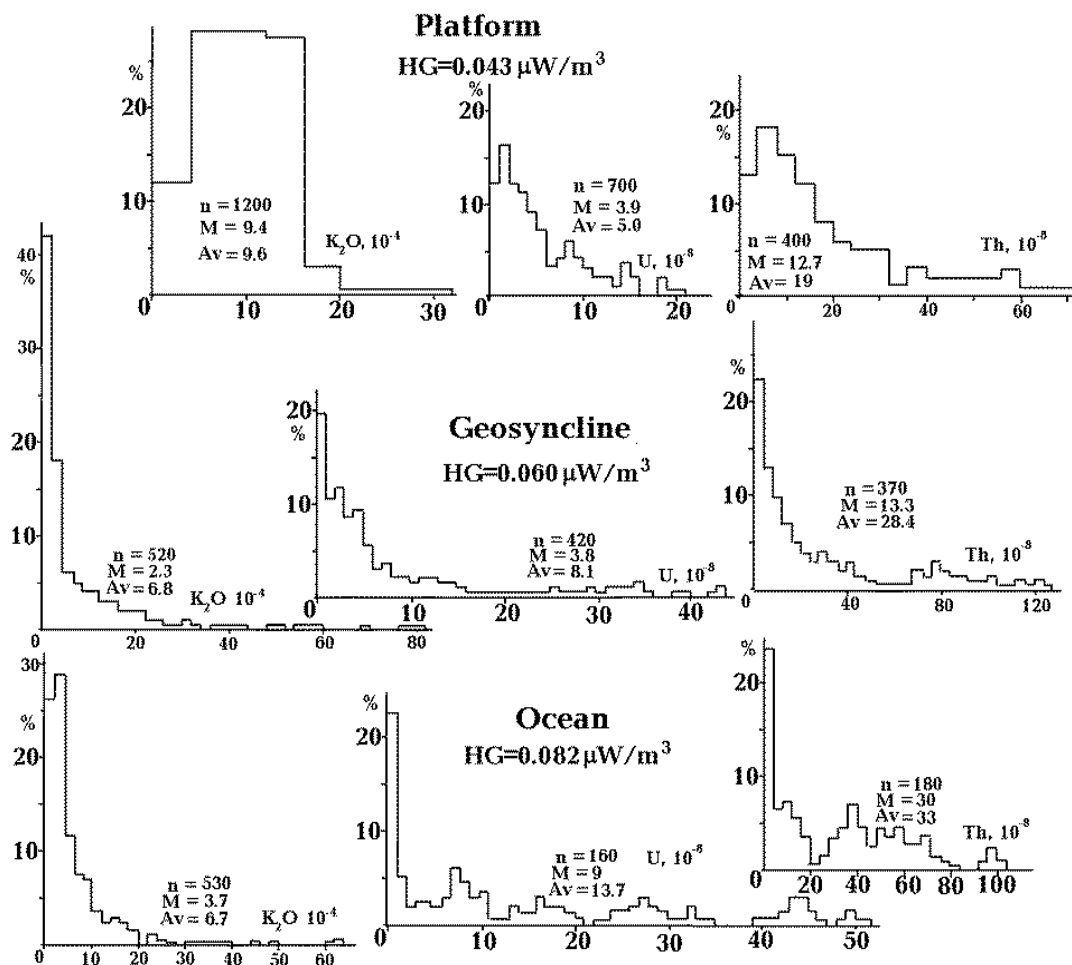 Platform
HG=0.043 μW/m³
%
20
10
n = 1200
M = 9.4
Av = 9.6
K₂O, 10⁻⁴
0 10 20 30
%
20
10
n = 700
M = 3.9
Av = 5.0
U, 10⁻⁸
0 10 20
20
%
10
n = 400
M = 12.7
Av = 19
Th, 10⁻⁸
0 20 40 60
40
%
30
20
10
n = 520
M = 2.3
Av = 6.8
K₂O 10⁻⁴
0 20 40 60 80
Geosyncline
HG=0.060 μW/m³
20
%
10
n = 420
M = 3.8
Av = 8.1
U, 10⁻⁸
0 10 20 30 40
%
20
10
n = 370
M = 13.3
Av = 28.4
Th, 10⁻⁸
0 40 80 120
Ocean
HG=0.082 μW/m³
30
%
20
10
n = 530
M = 3.7
Av = 6.7
K₂O 10⁻⁴
0 10 20 30 40 50 60
%
20
10
n = 160
M = 9
Av = 13.7
U, 10⁻⁸
0 10 20 30 40 50
%
20
10
n = 180
M = 30
Av = 33
Th, 10⁻⁸
0 20 40 60 80 100